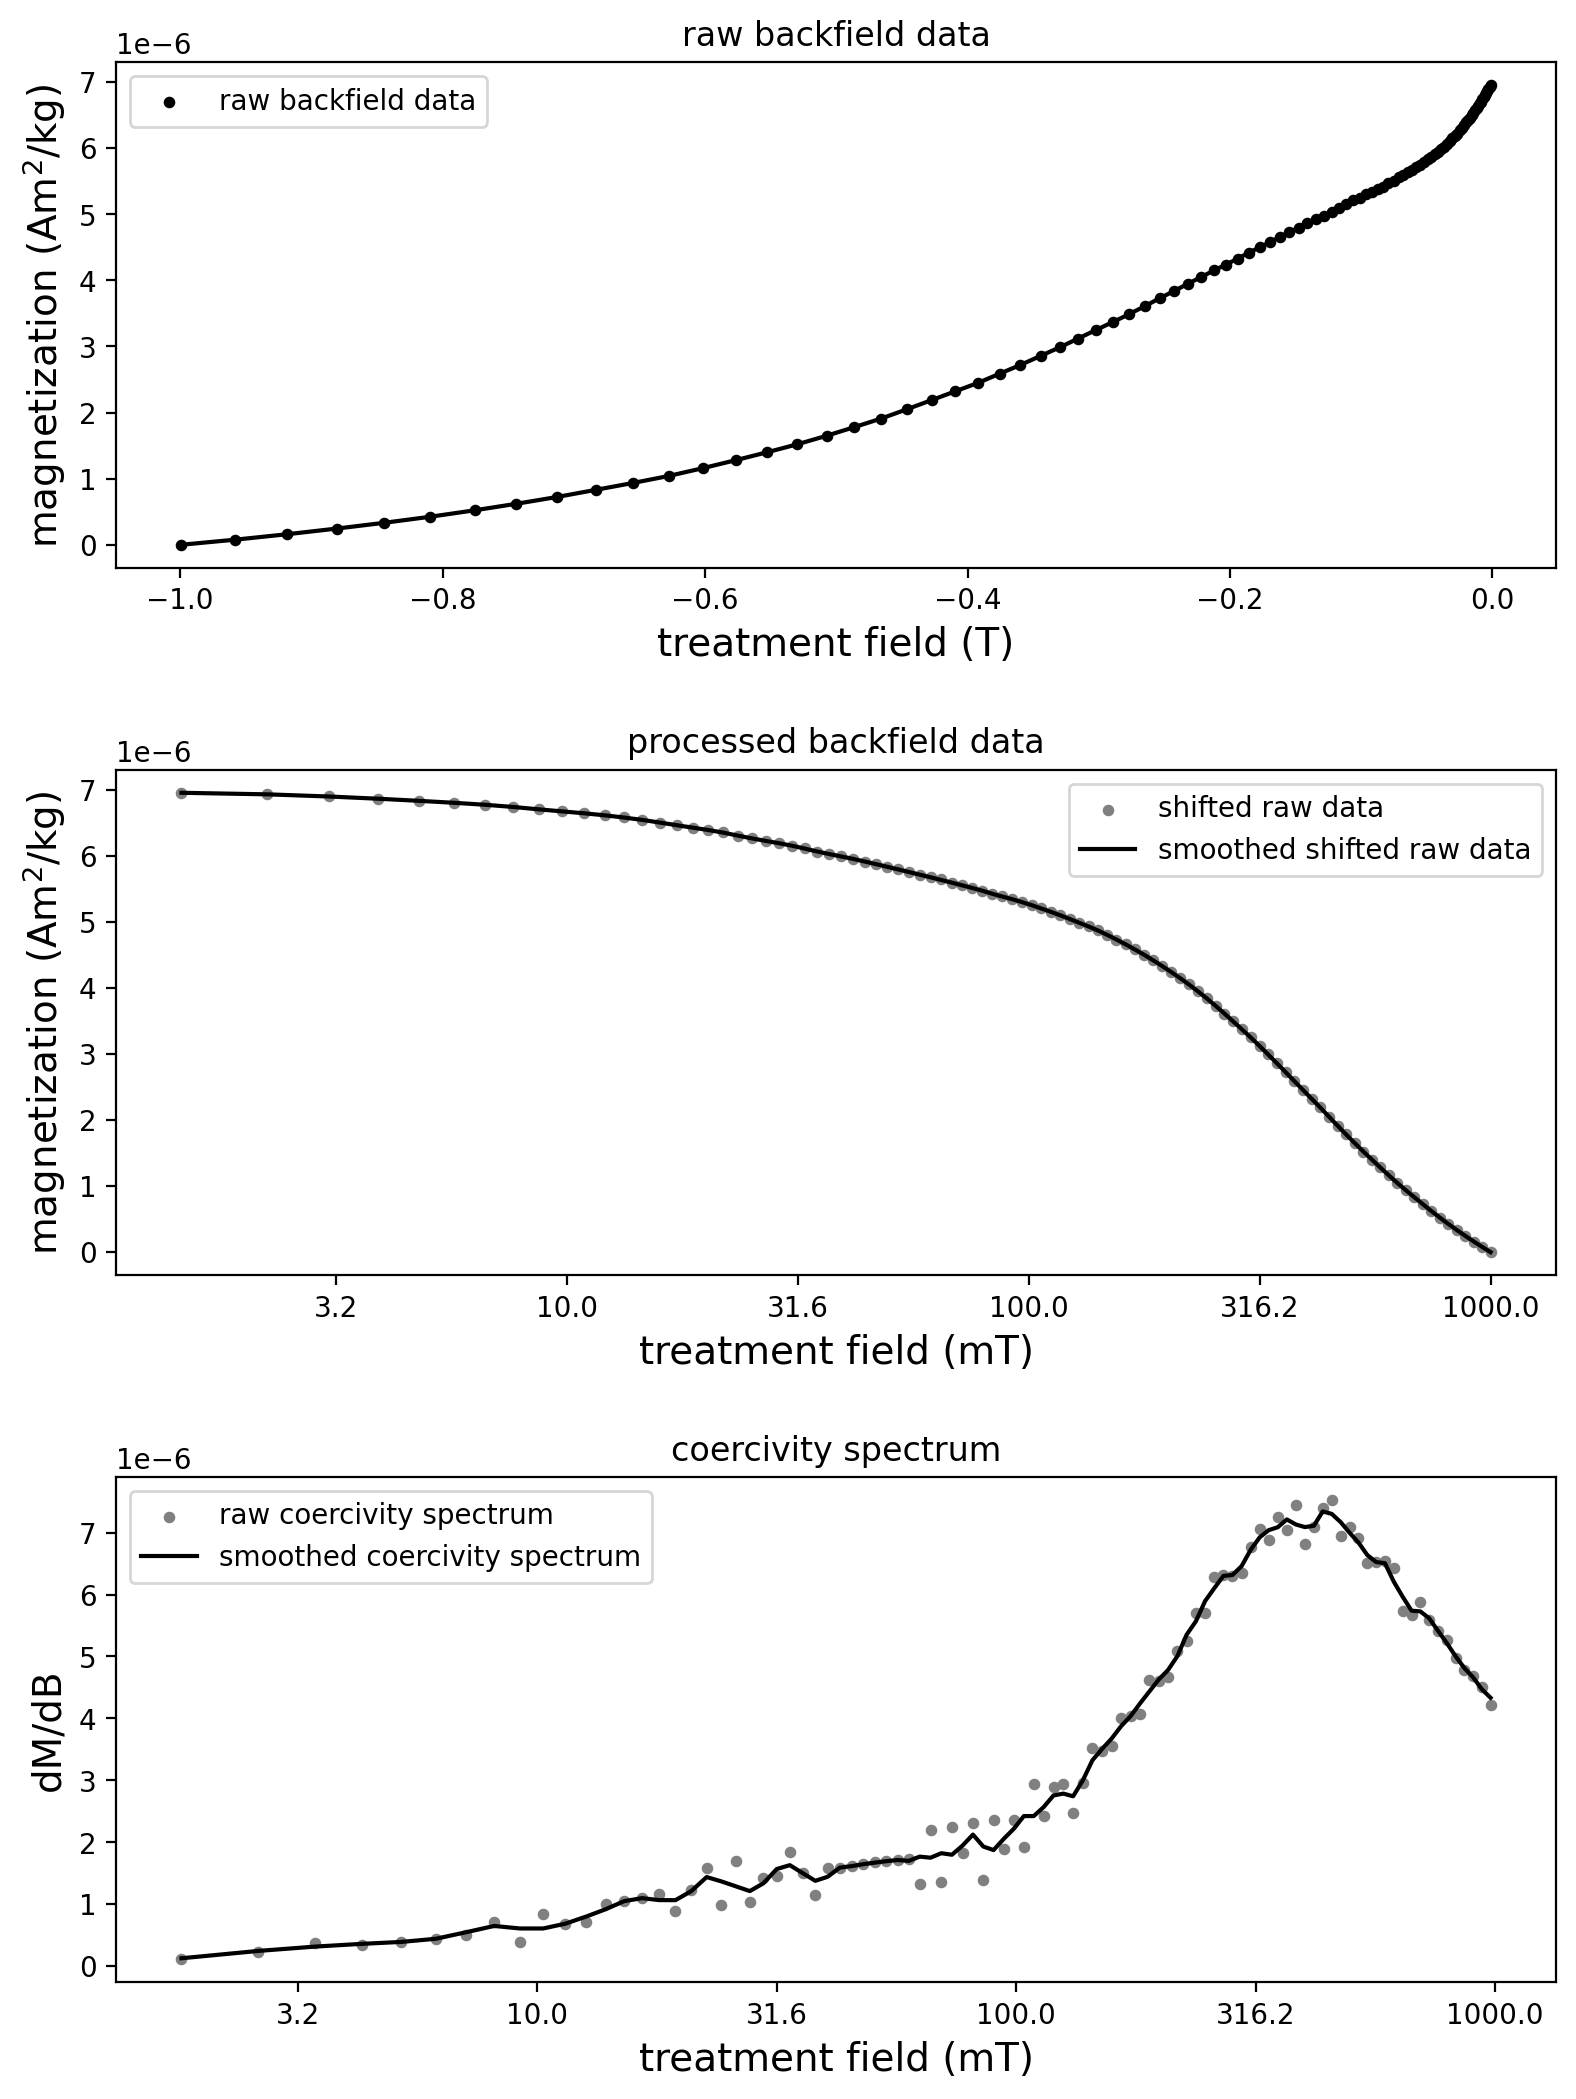 raw backfield data
1e−6
raw backfield data
7
6
5
4
3
2
1
0
magnetization (Am²/kg)
−1.0 −0.8 −0.6 −0.4 −0.2 0.0
treatment field (T)
processed backfield data
1e−6
shifted raw data
smoothed shifted raw data
7
6
5
4
3
2
1
0
magnetization (Am²/kg)
3.2 10.0 31.6 100.0 316.2 1000.0
treatment field (mT)
coercivity spectrum
1e−6
raw coercivity spectrum
smoothed coercivity spectrum
7
6
5
4
3
2
1
0
dM/dB
3.2 10.0 31.6 100.0 316.2 1000.0
treatment field (mT)